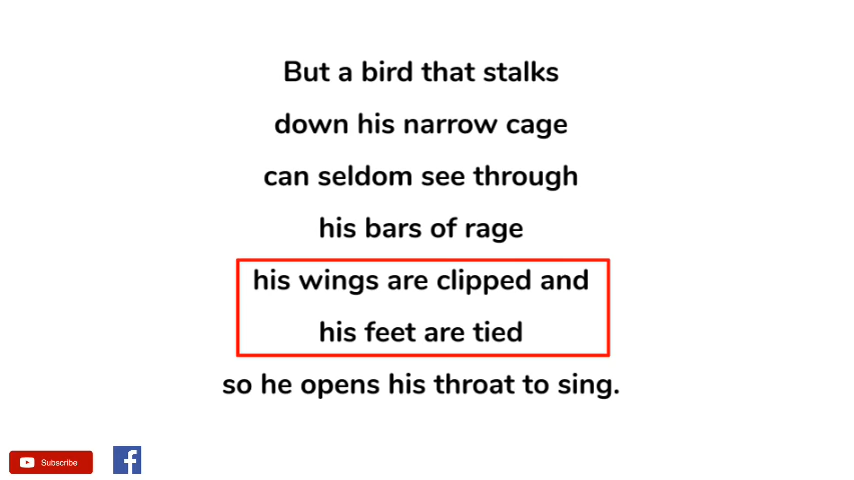 But a bird that stalks
down his narrow cage
can seldom see through
his bars of rage
his wings are clipped and
his feet are tied
so he opens his throat to sing.
Subscribe